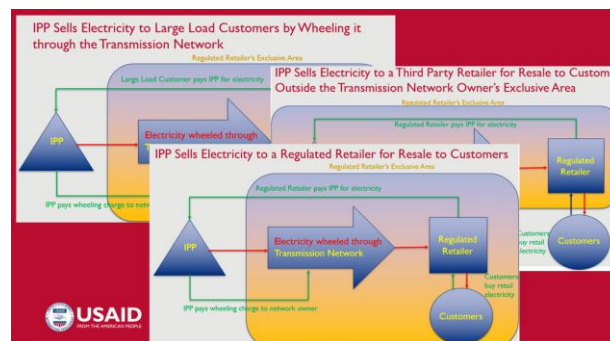 IPP Sells Electricity to Large Load Customers by Wheeling it
through the Transmission Network
Regulated Retailer's Exclusive Area
Large Load Customer pays IPP for electricity
IPP
Electricity wheeled through
IPP pays wheeling charge to netwo
IPP Sells Electricity to a Third Party Retailer for Resale to Custom
Outside the Transmission Network Owner's Exclusive Area
Regulated Retailer's Exclusive Area
Regulated Retailer pays IPP for electricity
Regulated
Retailer
Customers
buy retail
electricity
Customers
IPP Sells Electricity to a Regulated Retailer for Resale to Customers
Regulated Retailer's Exclusive Area
Regulated Retailer pays IPP for electricity
IPP
Electricity wheeled through
Transmission Network
Regulated
Retailer
IPP pays wheeling charge to network owner
Customers
buy retail
electricity
Customers
USAID
FROM THE AMERICAN PEOPLE